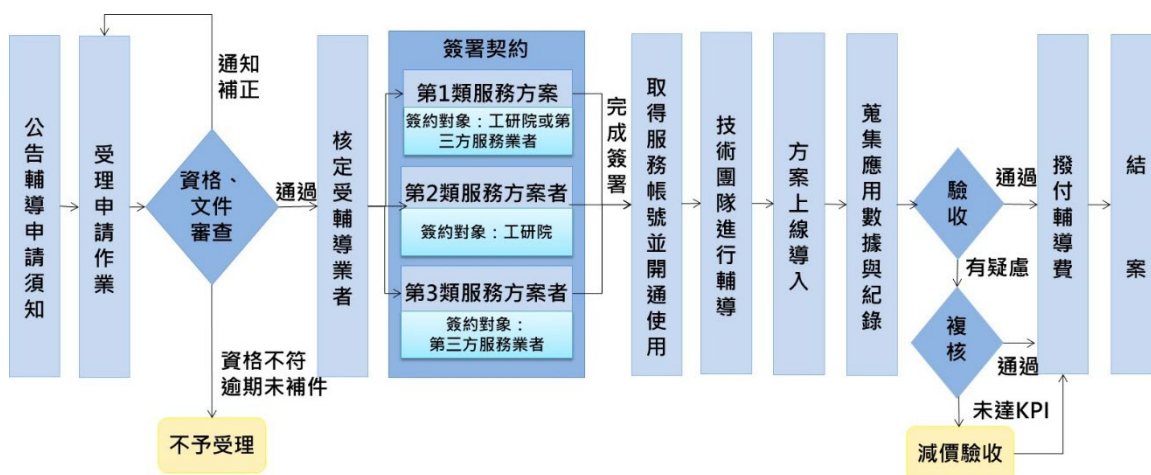 公告輔導申請須知
受理申請作業
通知
補正
資格、
文件
審查
通過
資格不符
逾期未補件
不予受理
核定受輔導業者
簽署契約
第1類服務方案
簽約對象：工研院或第
三方服務業者
第2類服務方案者
簽約對象：工研院
第3類服務方案者
簽約對象：
第三方服務業者
完成簽署
取得服務帳號並開通使用
技術團隊進行輔導
方案上線導入
蒐集應用數據與紀錄
驗收
通過
有疑慮
複核
通過
未達KPI
減價驗收
撥付輔導費
結案